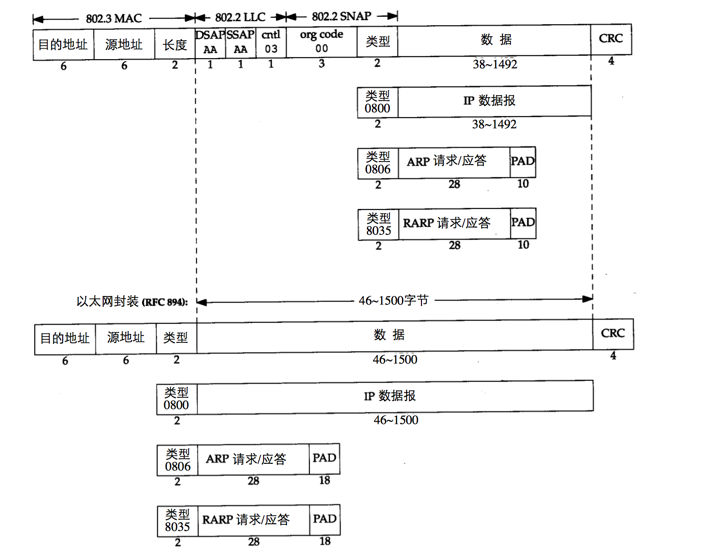 802.3 MAC 802.2 LLC 802.2 SNAP
目的地址 源地址 长度 DSAP AA SSAP AA cntl 03 org code 00 类型 数 据 CRC
6 6 2 1 1 1 3 2 38~1492 4
类型 0800 IP 数据报
2 38~1492
类型 0806 ARP 请求/应答 PAD
2 28 10
类型 8035 RARP 请求/应答 PAD
2 28 10
以太网封装 (RFC 894): 46~1500字节
目的地址 源地址 类型 数 据 CRC
6 6 2 46~1500 4
类型 0800 IP 数据报
2 46~1500
类型 0806 ARP 请求/应答 PAD
2 28 18
类型 8035 RARP 请求/应答 PAD
2 28 18